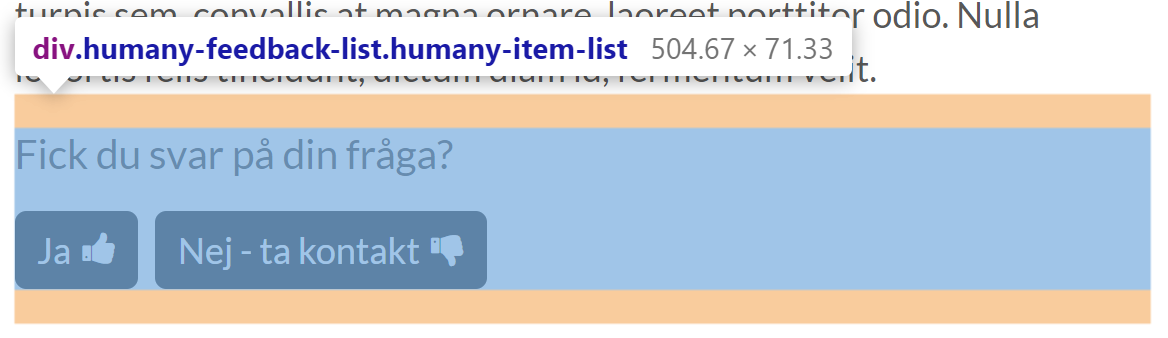 turpis sem, convallis at magna ornare, laoreet porttitor odio. Nulla
div.humany-feedback-list.humany-item-list 504.67 × 71.33
lobortis felis tincidunt, dictum diam id, fermentum velit.
Fick du svar på din fråga?
Ja
Nej - ta kontakt